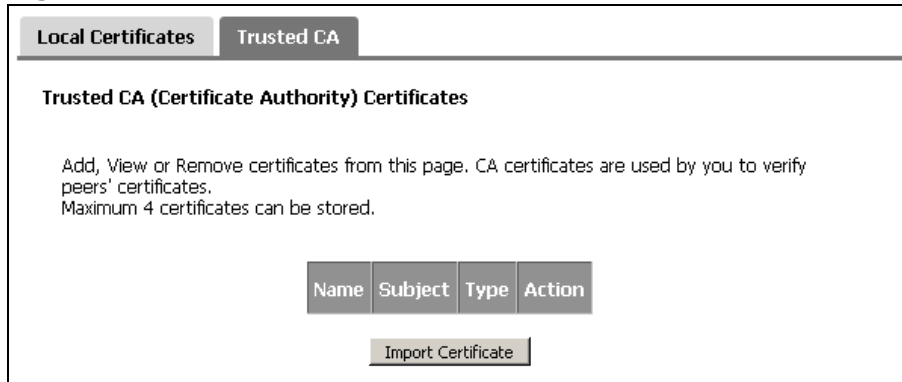 Local Certificates Trusted CA
Trusted CA (Certificate Authority) Certificates
Add, View or Remove certificates from this page. CA certificates are used by you to verify
peers' certificates.
Maximum 4 certificates can be stored.
Name Subject Type Action
Import Certificate